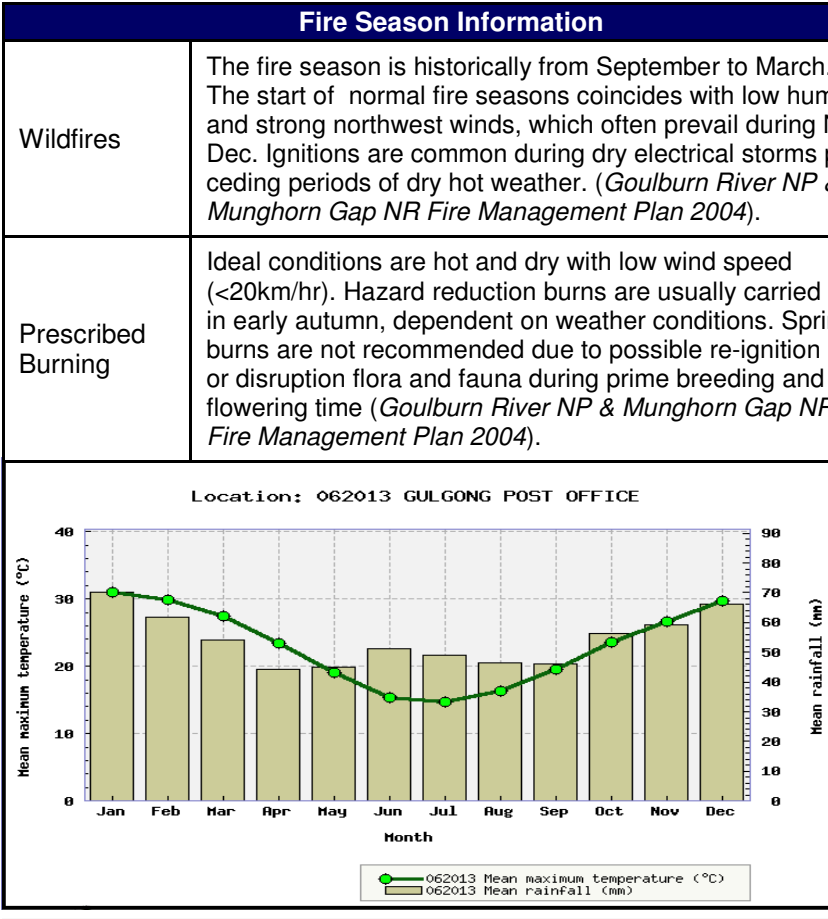 Fire Season Information
Wildfires
The fire season is historically from September to March.
The start of normal fire seasons coincides with low
and strong northwest winds, which often prevail during
Dec. Ignitions are common during dry electrical storms
ceding periods of dry hot weather. (Goulburn River NP
Munghorn Gap NR Fire Management Plan 2004).
Prescribed
Burning
Ideal conditions are hot and dry with low wind speed
(<20km/hr). Hazard reduction burns are usually carried
in early autumn, dependent on weather conditions.
burns are not recommended due to possible re-ignition
or disruption flora and fauna during prime breeding and
flowering time (Goulburn River NP & Munghorn Gap
Fire Management Plan 2004).
Location: 062013 GULGONG POST OFFICE
40
30
20
10
0
Mean maximum temperature (°C)
90
80
70
60
50
40
30
20
10
0
Mean rainfall (mm)
Jan Feb Mar Apr May Jun Jul Aug Sep Oct Nov Dec
Month
062013 Mean maximum temperature (°C)
062013 Mean rainfall (mm)